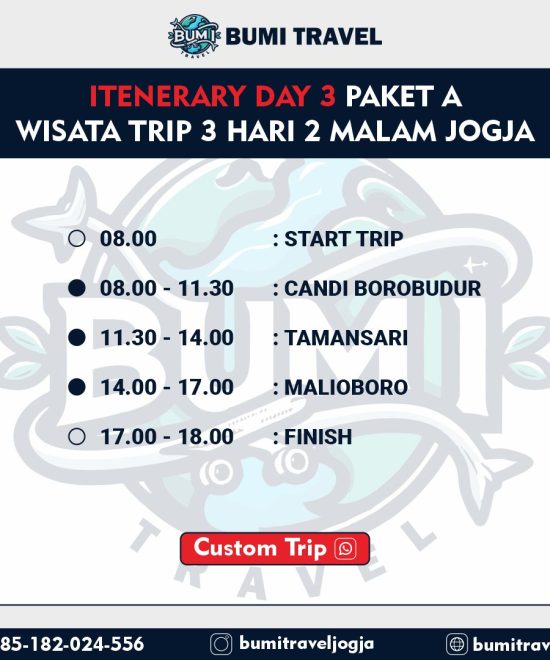 BUMI
TRAVEL
BUMI TRAVEL
ITENERARY DAY 3 PAKET A
WISATA TRIP 3 HARI 2 MALAM JOGJA
08.00 : START TRIP
08.00 - 11.30 : CANDI BOROBUDUR
11.30 - 14.00 : TAMANSARI
14.00 - 17.00 : MALIOBORO
17.00 - 18.00 : FINISH
BUMI
TRAVEL
Custom Trip
85-182-024-556 bumitraveljogja bumitrav